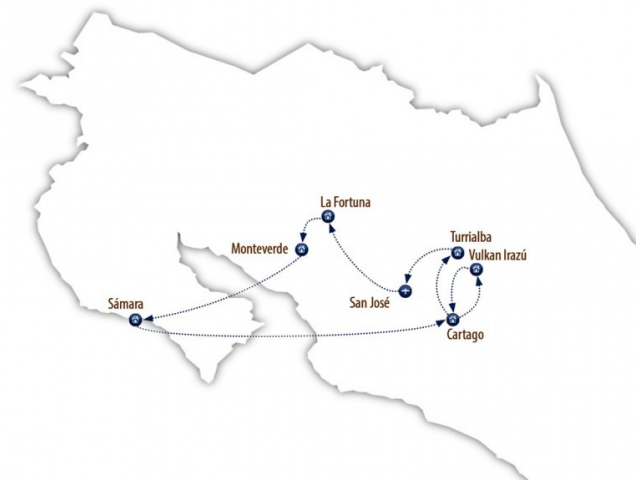 La Fortuna
Monteverde
Turrialba
Vulkan Irazú
San José
Sámara
Cartago